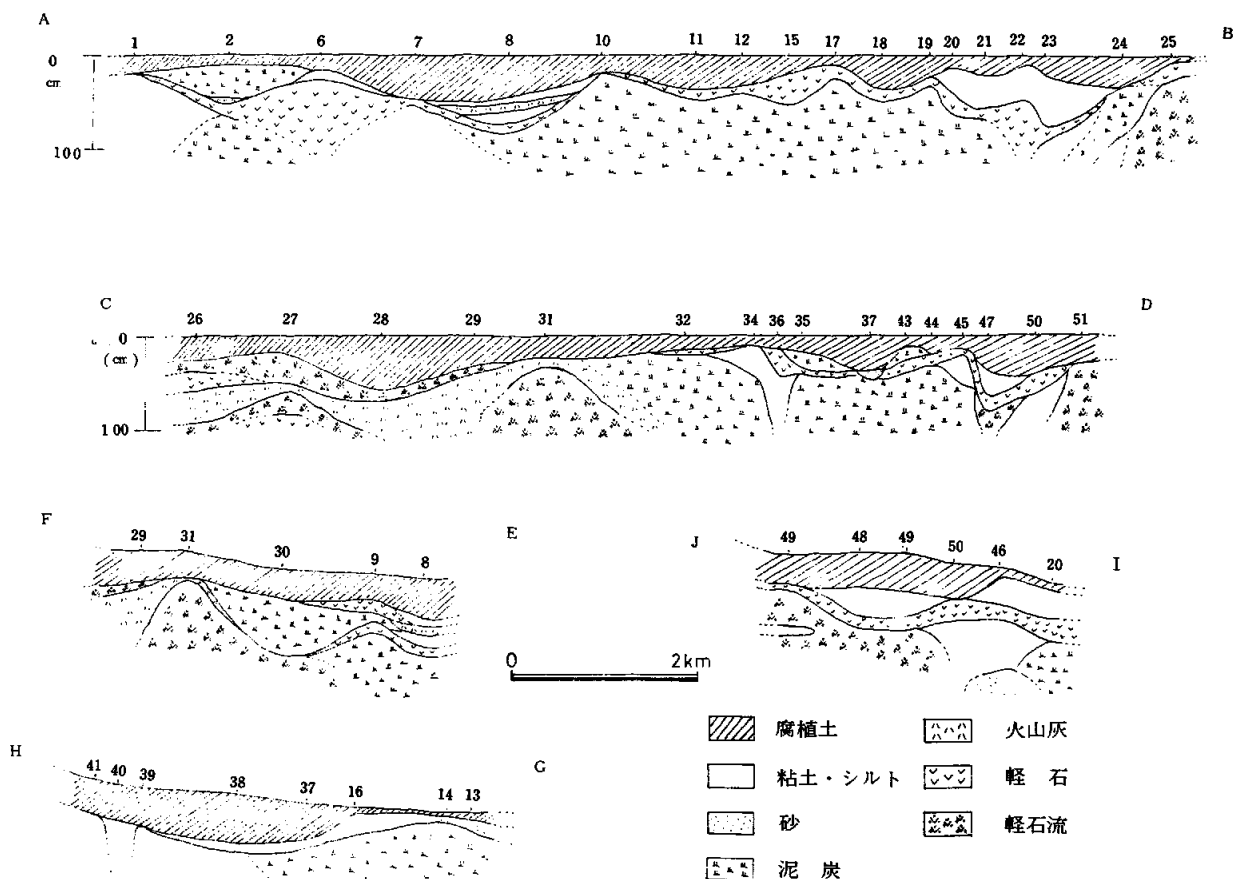 A B
1 2 6 7 8 10 11 12 15 17 18 19 20 21 22 23 24 25
0
cm
100
C D
26 27 28 29 31 32 34 36 35 37 43 44 45 47 50 51
0
(cm)
100
F E
29 31 30 9 8
J I
49 48 49 50 46 20
0 2km
H G
41 40 39 38 37 16 14 13
腐植土 火山灰
粘土・シルト 軽石
砂 軽石流
泥炭